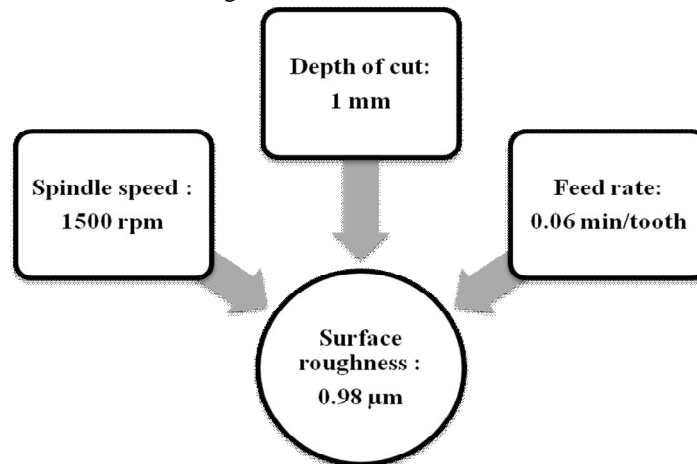 Depth of cut:
1 mm
Spindle speed :
1500 rpm
Feed rate:
0.06 min/tooth
Surface
roughness :
0.98 µm